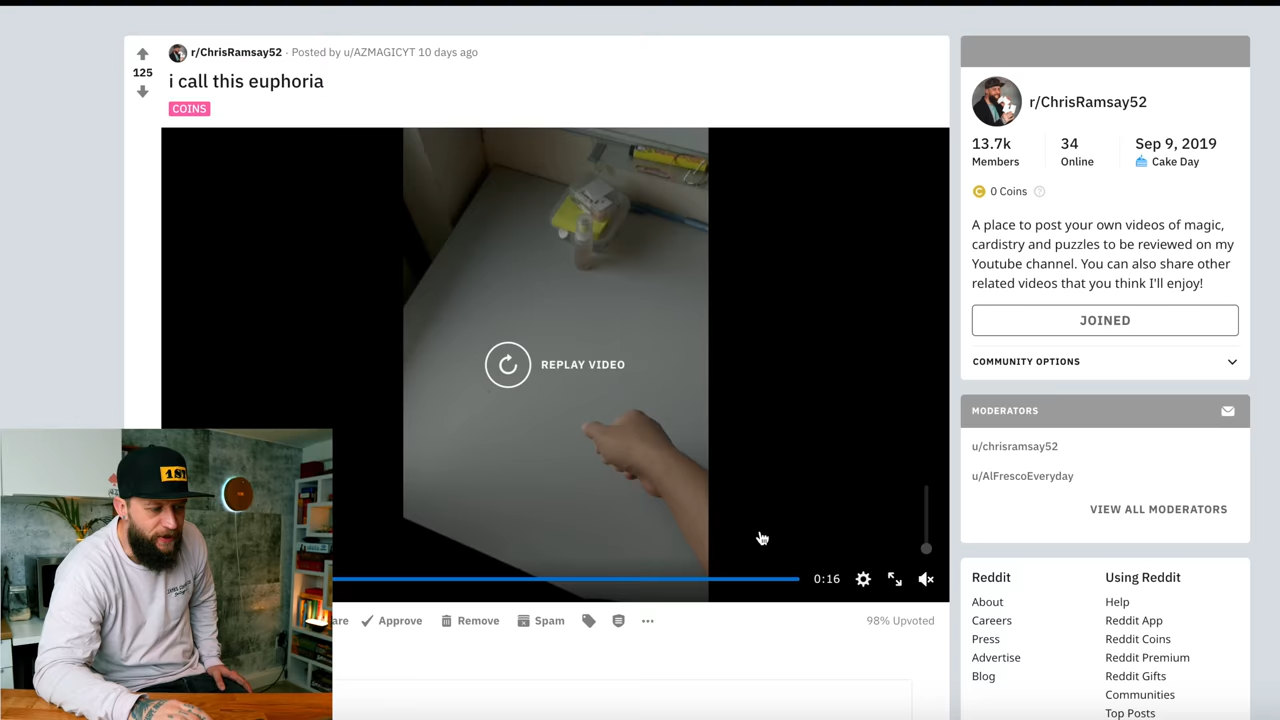 r/ChrisRamsay52 · Posted by u/AZMAGICYT 10 days ago
125
i call this euphoria
COINS
REPLAY VIDEO
0:16
are Approve Remove Spam
98% Upvoted
r/ChrisRamsay52
13.7k 34 Sep 9, 2019
Members Online Cake Day
C 0 Coins ?
A place to post your own videos of magic,
cardistry and puzzles to be reviewed on my
Youtube channel. You can also share other
related videos that you think I'll enjoy!
JOINED
COMMUNITY OPTIONS
MODERATORS
u/chrisramsay52
u/AlFrescoEveryday
VIEW ALL MODERATORS
Reddit Using Reddit
About Help
Careers Reddit App
Press Reddit Coins
Advertise Reddit Premium
Blog Reddit Gifts
Communities
Top Posts
1ST